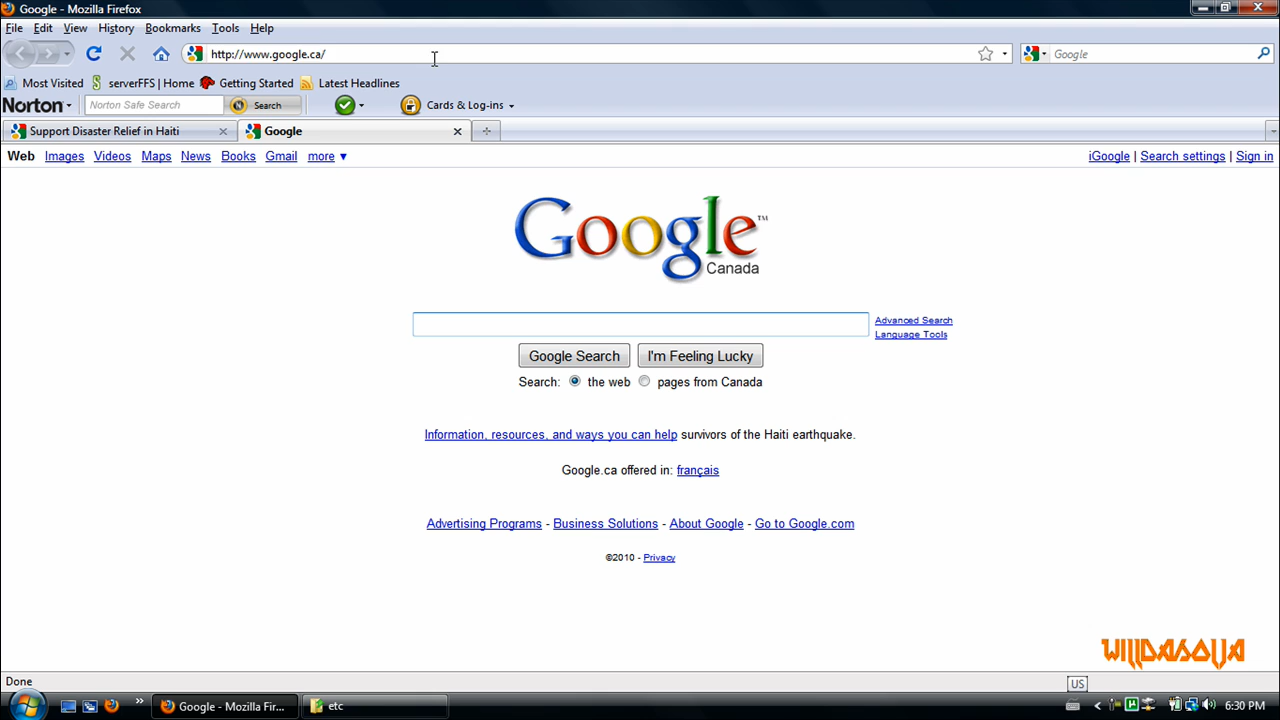 Google - Mozilla Firefox
File Edit View History Bookmarks Tools Help
http://www.google.ca/ Google
Most Visited serverFFS | Home Getting Started Latest Headlines
Norton Norton Safe Search Search Cards & Log-ins
Support Disaster Relief in Haiti Google
Web Images Videos Maps News Books Gmail more ▼ iGoogle | Search settings | Sign in
Google™
Canada
Advanced Search
Language Tools
Google Search I'm Feeling Lucky
Search: the web pages from Canada
Information, resources, and ways you can help survivors of the Haiti earthquake.
Google.ca offered in: français
Advertising Programs - Business Solutions - About Google - Go to Google.com
©2010 - Privacy
Done US
Google - Mozilla Fir... etc 6:30 PM